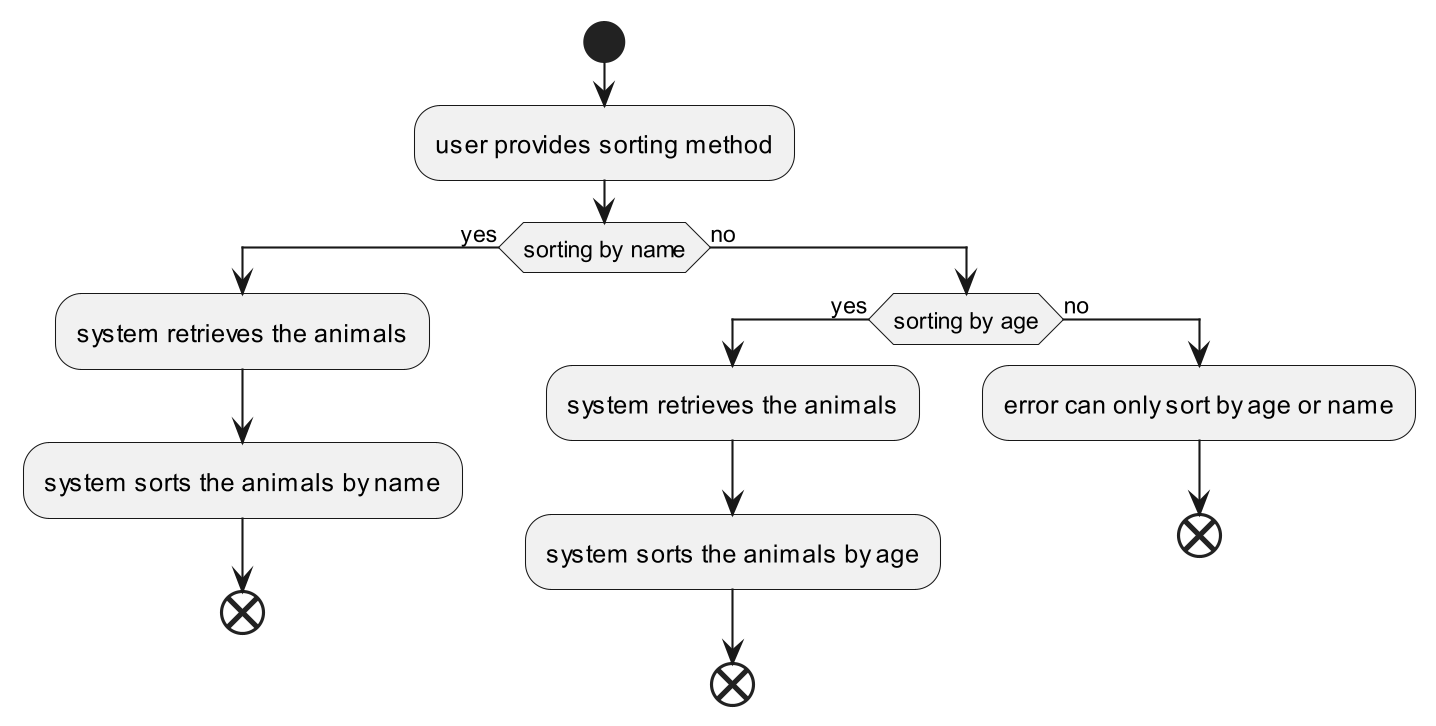 user provides sorting method
yes
sorting by name
no
system retrieves the animals
system sorts the animals by name
yes
sorting by age
no
system retrieves the animals
system sorts the animals by age
error can only sort by age or name